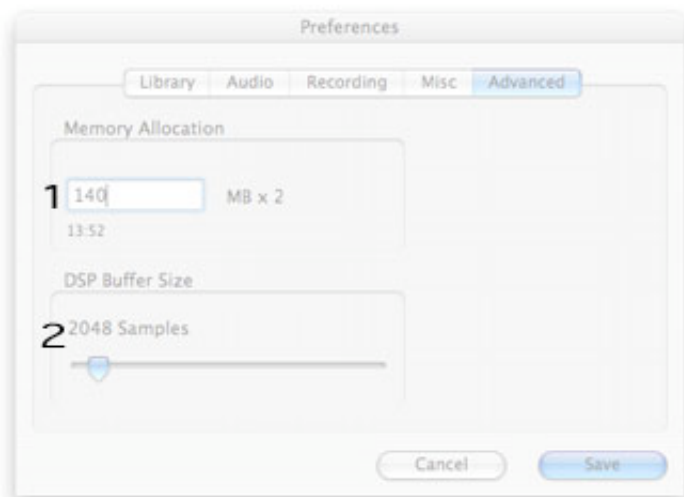 Preferences
Library Audio Recording Misc Advanced
Memory Allocation
1 140 MB x 2
13:52
DSP Buffer Size
2 2048 Samples
Cancel Save